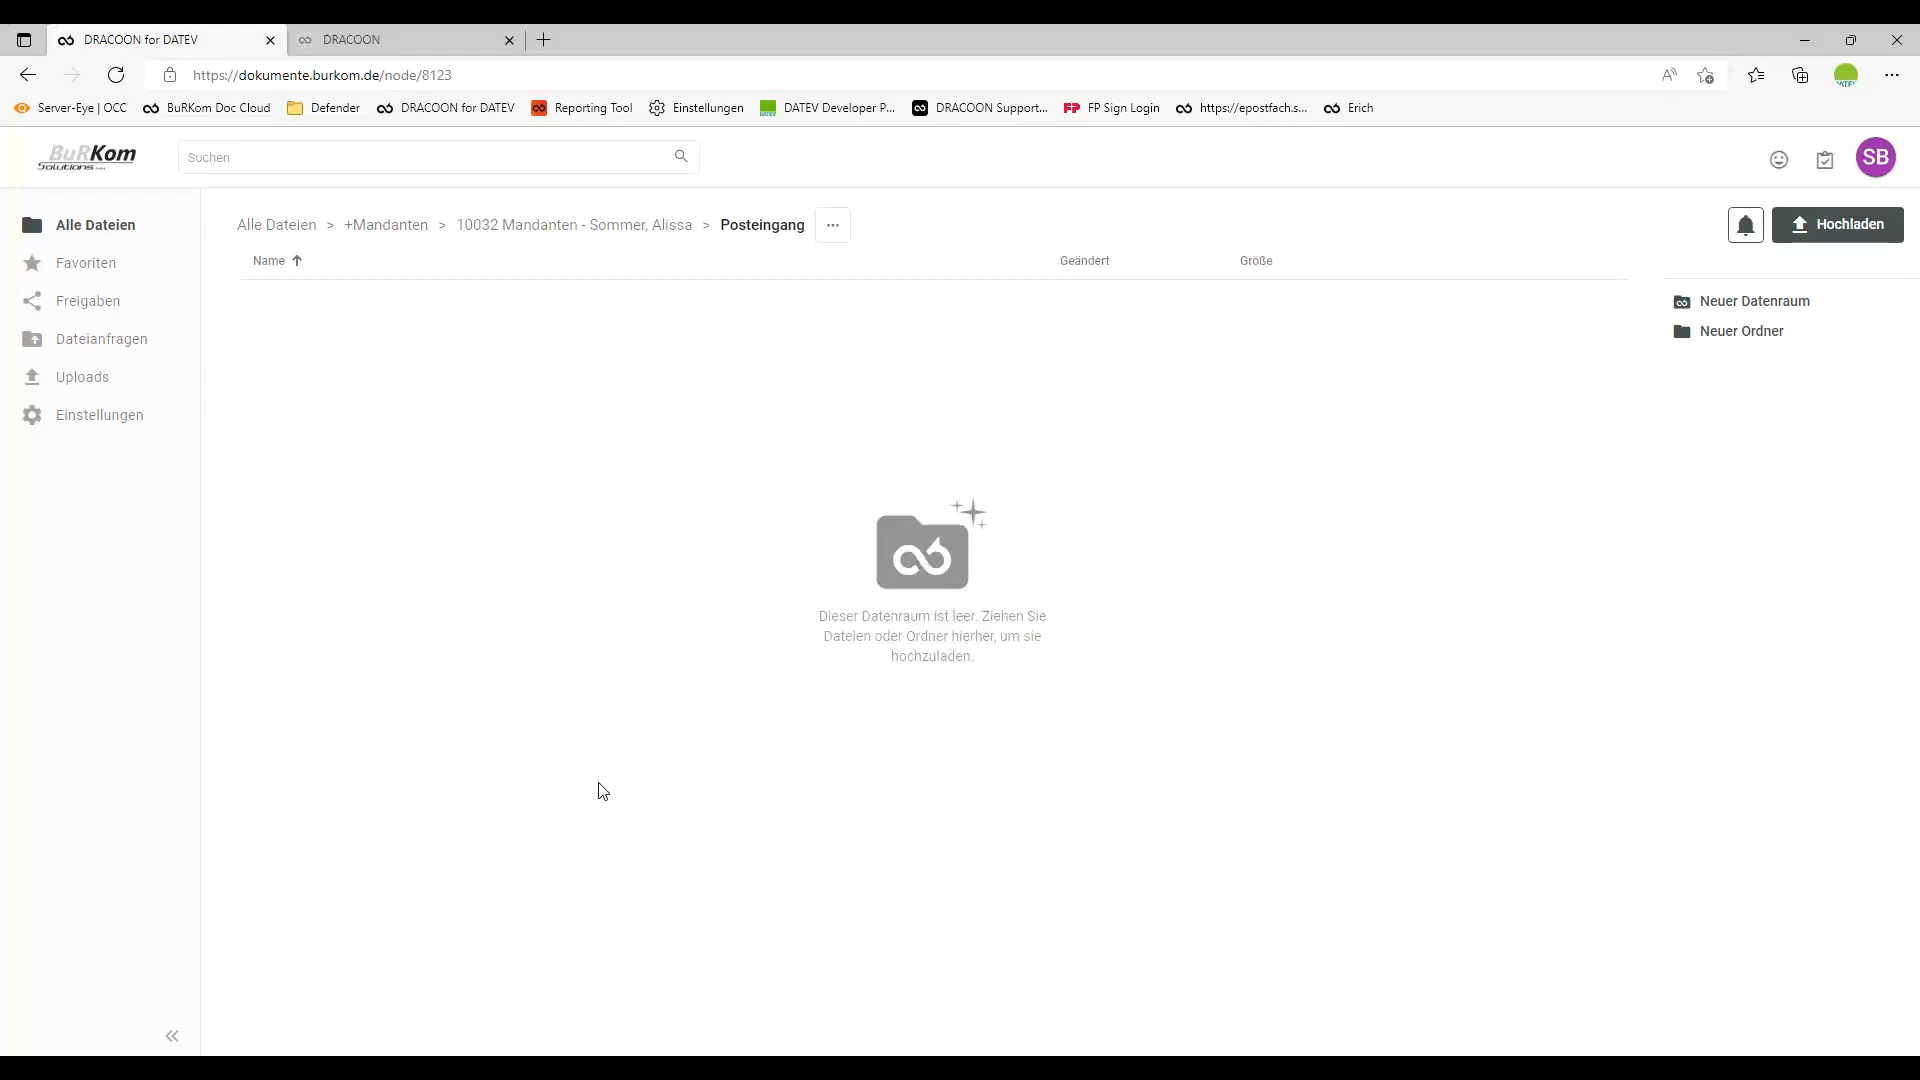 DRACOON for DATEV
DRACOON
https://dokumente.burkom.de/node/8123
Server-Eye | OCC
BuRKom Doc Cloud
Defender
DRACOON for DATEV
Reporting Tool
Einstellungen
DATEV Developer P...
DRACOON Support...
FP Sign Login
https://epostfach.s...
Erich
BuRKom
Solutions
Suchen
SB
Alle Dateien
Favoriten
Freigaben
Dateianfragen
Uploads
Einstellungen
Alle Dateien > +Mandanten > 10032 Mandanten - Sommer, Alissa > Posteingang
Hochladen
Name
Geändert
Größe
Neuer Datenraum
Neuer Ordner
Dieser Datenraum ist leer. Ziehen Sie
Dateien oder Ordner hierher, um sie
hochzuladen.